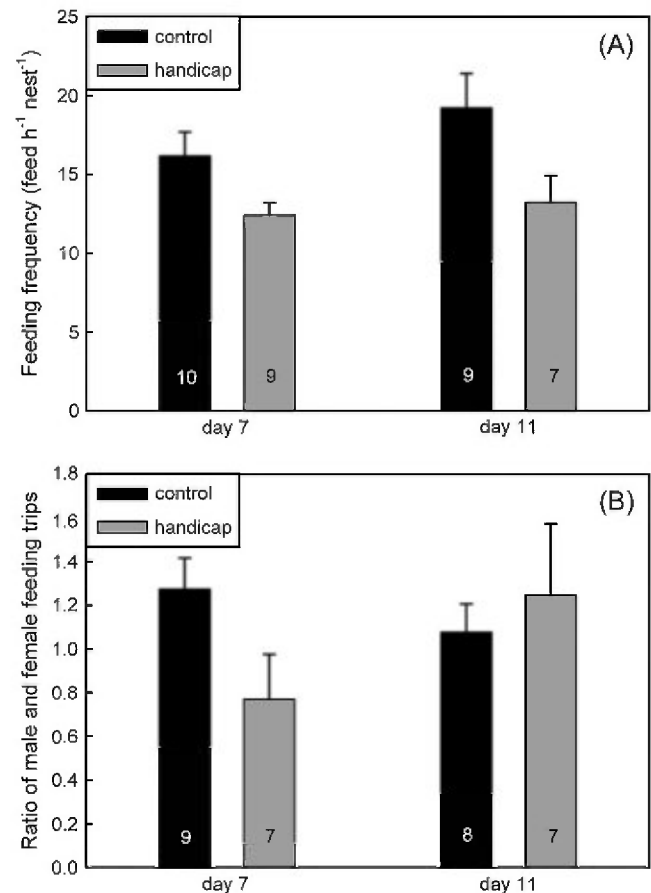 25
20
15
10
5
0
Feeding frequency (feed h⁻¹ nest⁻¹)
control
handicap
(A)
10
9
9
7
day 7
day 11
1.8
1.6
1.4
1.2
1.0
0.8
0.6
0.4
0.2
0.0
Ratio of male and female feeding trips
control
handicap
(B)
9
7
8
7
day 7
day 11